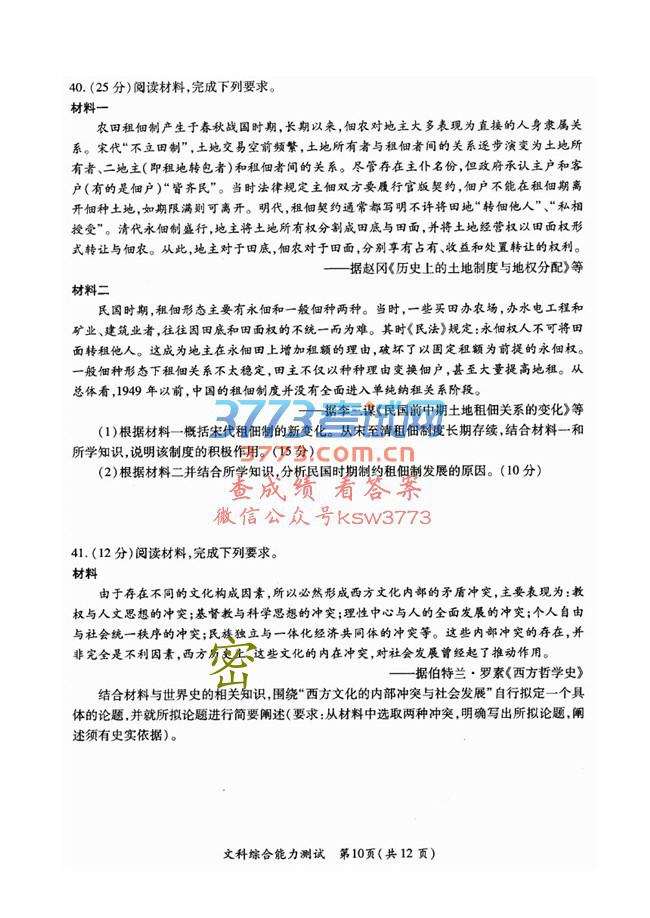 40.(25 分)阅读材料,完成下列要求。
材料一
农田租佃制产生于春秋战国时期,长期以来,佃农对地主大多表现为直接的人身隶属关
系。宋代“不立田制”,土地交易空前频繁,土地所有者与租佃者间的关系逐步演变为土地所
有者、二地主(即租地转包者)和租佃者间的关系。尽管存在主仆名份,但政府承认主户和客
户(有的是佃户)“皆齐民”。当时法律规定主佃双方要履行官版契约,佃户不能在租佃期离
开佃种土地,如期限满则可离开。明代,租佃契约通常都写明不许将田地“转佃他人”、“私相
授受”。清代永佃制盛行,地主将土地所有权分割成田底与田面,并将土地经营权以田面权形
式转让与佃农。从此,地主对于田底,佃农对于田面,分别享有占有、收益和处置转让的权利。
——据赵冈《历史上的土地制度与地权分配》等
材料二
民国时期,租佃形态主要有永佃和一般佃种两种。当时,一些买田办农场,办水电工程和
矿业、建筑业者,往往因田底和田面权的不统一而为难。其时《民法》规定:永佃权人不可将田
面转租他人。这成为地主在永佃田上增加租额的理由,破坏了以固定租额为前提的永佃权。
一般佃种形态下租佃关系不太稳定,田主不仅以种种理由变换佃户,甚至大量提高地租。从
总体看,1949 年以前,中国的租佃制度并没有全面进入单纯纳租关系阶段。
——据李三谋《民国前中期土地租佃关系的变化》等
(1)根据材料一概括宋代租佃制的新变化。从宋至清租佃制度长期存续,结合材料一和
所学知识,说明该制度的积极作用。(15 分)
(2)根据材料二并结合所学知识,分析民国时期制约租佃制发展的原因。(10 分)
3773考试网
www.3773.com.cn
查成绩 看答案
微信公众号ksw3773
41.(12 分)阅读材料,完成下列要求。
材料
由于存在不同的文化构成因素,所以必然形成西方文化内部的矛盾冲突,主要表现为:教
权与人文思想的冲突;基督教与科学思想的冲突;理性中心与人的全面发展的冲突;个人自由
与社会统一秩序的冲突;民族独立与一体化经济共同体的冲突等。这些内部冲突的存在,并
非完全是不利因素,西方历史上,这些文化的内在冲突,对社会发展曾经起了推动作用。
密
——据伯特兰·罗素《西方哲学史》
结合材料与世界史的相关知识,围绕“西方文化的内部冲突与社会发展”自行拟定一个具
体的论题,并就所拟论题进行简要阐述(要求:从材料中选取两种冲突,明确写出所拟论题,阐
述须有史实依据)。
文科综合能力测试 第10页(共 12 页)